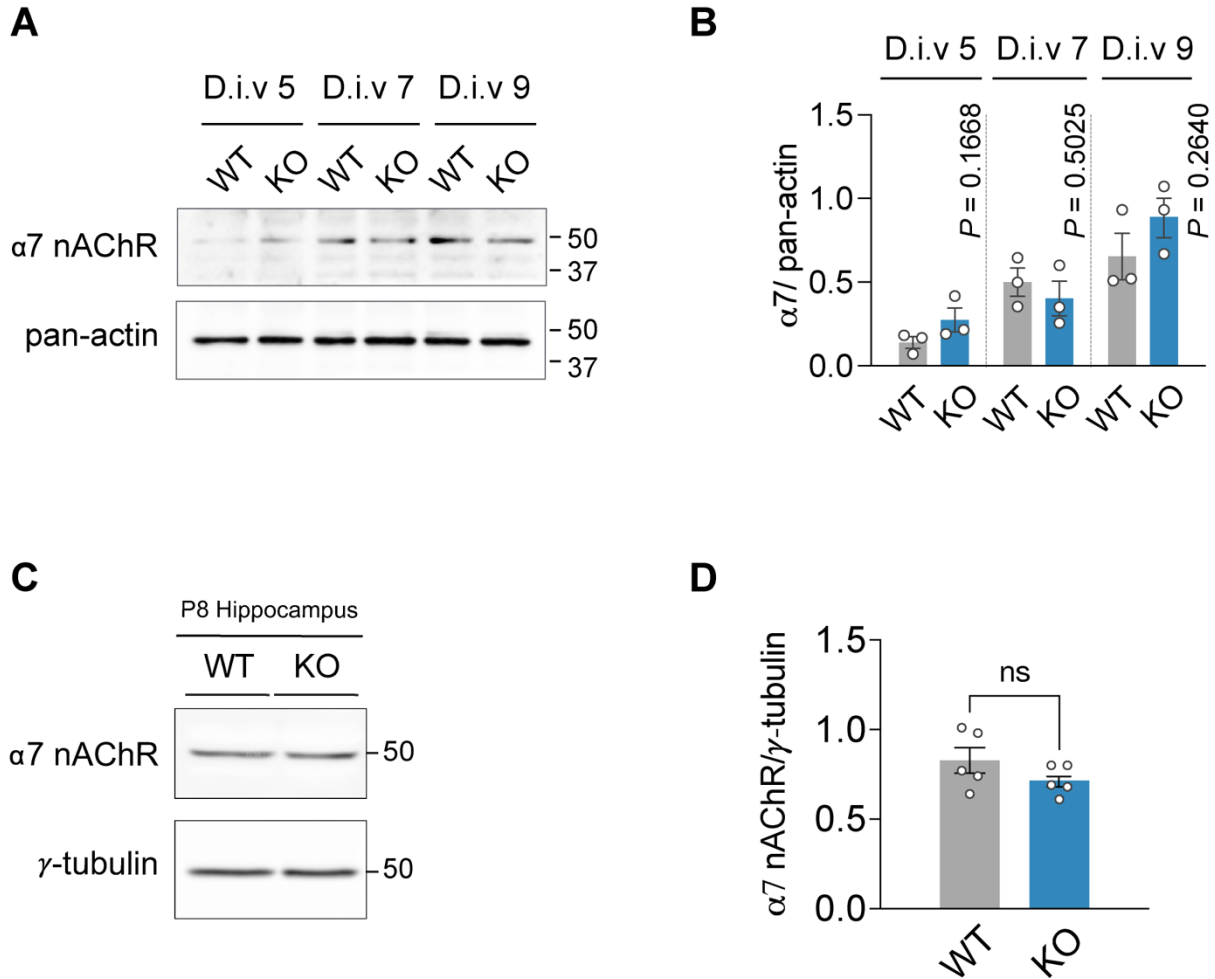 A
D.i.v 5 D.i.v 7 D.i.v 9
WT KO WT KO WT KO
α7 nAChR
50
37
pan-actin
50
37
B
D.i.v 5 D.i.v 7 D.i.v 9
α7/ pan-actin
1.5
1.0
0.5
0.0
P = 0.1668
P = 0.5025
P = 0.2640
WT KO WT KO WT KO
C
P8 Hippocampus
WT KO
α7 nAChR
50
γ-tubulin
50
D
α7 nAChR/γ-tubulin
1.5
1.0
0.5
0.0
ns
WT KO